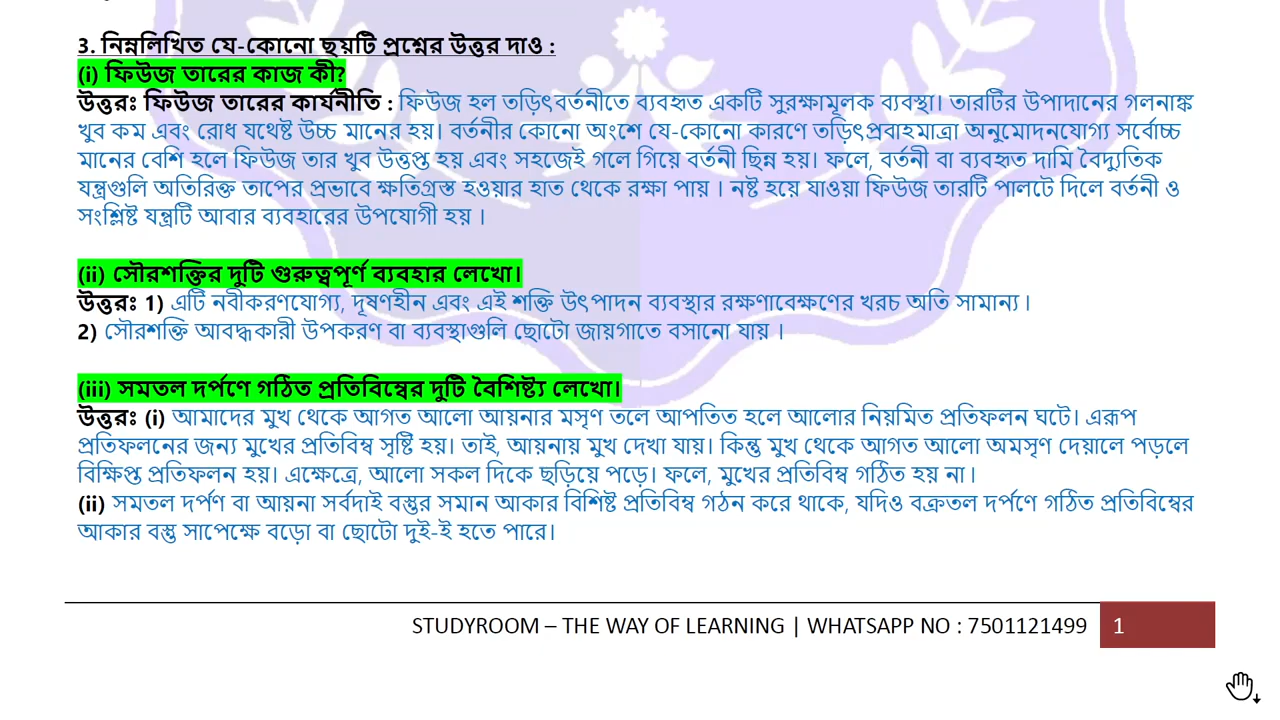 3. নিম্নলিখিত যে-কোনো ছয়টি প্রশ্নের উত্তর দাও :
(i) ফিউজ তারের কাজ কী?
উত্তরঃ ফিউজ তারের কার্যনীতি : ফিউজ হল তড়িৎবর্তনীতে ব্যবহৃত একটি সুরক্ষামূলক ব্যবস্থা। তারটির উপাদানের গলনাঙ্ক
খুব কম এবং রোধ যথেষ্ট উচ্চ মানের হয়। বর্তনীর কোনো অংশে যে-কোনো কারণে তড়িৎপ্রবাহমাত্রা অনুমোদনযোগ্য সর্বোচ্চ
মানের বেশি হলে ফিউজ তার খুব উত্তপ্ত হয় এবং সহজেই গলে গিয়ে বর্তনী ছিন্ন হয়। ফলে, বর্তনী বা ব্যবহৃত দামি বৈদ্যুতিক
যন্ত্রগুলি অতিরিক্ত তাপের প্রভাবে ক্ষতিগ্রস্ত হওয়ার হাত থেকে রক্ষা পায় । নষ্ট হয়ে যাওয়া ফিউজ তারটি পালটে দিলে বর্তনী ও
সংশ্লিষ্ট যন্ত্রটি আবার ব্যবহারের উপযোগী হয় ।
(ii) সৌরশক্তির দুটি গুরুত্বপূর্ণ ব্যবহার লেখো।
উত্তরঃ 1) এটি নবীকরণযোগ্য, দূষণহীন এবং এই শক্তি উৎপাদন ব্যবস্থার রক্ষণাবেক্ষণের খরচ অতি সামান্য ।
2) সৌরশক্তি আবদ্ধকারী উপকরণ বা ব্যবস্থাগুলি ছোটো জায়গাতে বসানো যায় ।
(iii) সমতল দর্পণে গঠিত প্রতিবিম্বের দুটি বৈশিষ্ট্য লেখো।
উত্তরঃ (i) আমাদের মুখ থেকে আগত আলো আয়নার মসৃণ তলে আপতিত হলে আলোর নিয়মিত প্রতিফলন ঘটে। এরূপ
প্রতিফলনের জন্য মুখের প্রতিবিম্ব সৃষ্টি হয়। তাই, আয়নায় মুখ দেখা যায়। কিন্তু মুখ থেকে আগত আলো অমসৃণ দেয়ালে পড়লে
বিক্ষিপ্ত প্রতিফলন হয়। এক্ষেত্রে, আলো সকল দিকে ছড়িয়ে পড়ে। ফলে, মুখের প্রতিবিম্ব গঠিত হয় না।
(ii) সমতল দর্পণ বা আয়না সর্বদাই বস্তুর সমান আকার বিশিষ্ট প্রতিবিম্ব গঠন করে থাকে, যদিও বক্রতল দর্পণে গঠিত প্রতিবিম্বের
আকার বস্তু সাপেক্ষে বড়ো বা ছোটো দুই-ই হতে পারে।
STUDYROOM – THE WAY OF LEARNING | WHATSAPP NO : 7501121499 1